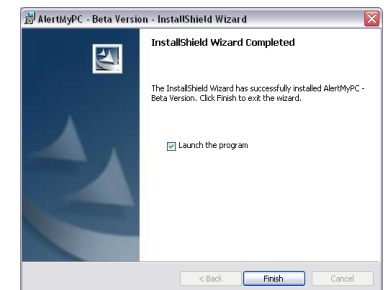 AlertMyPC - Beta Version - InstallShield Wizard
InstallShield Wizard Completed
The InstallShield Wizard has successfully installed AlertMyPC -
Beta Version. Click Finish to exit the wizard.
Launch the program
< Back
Finish
Cancel